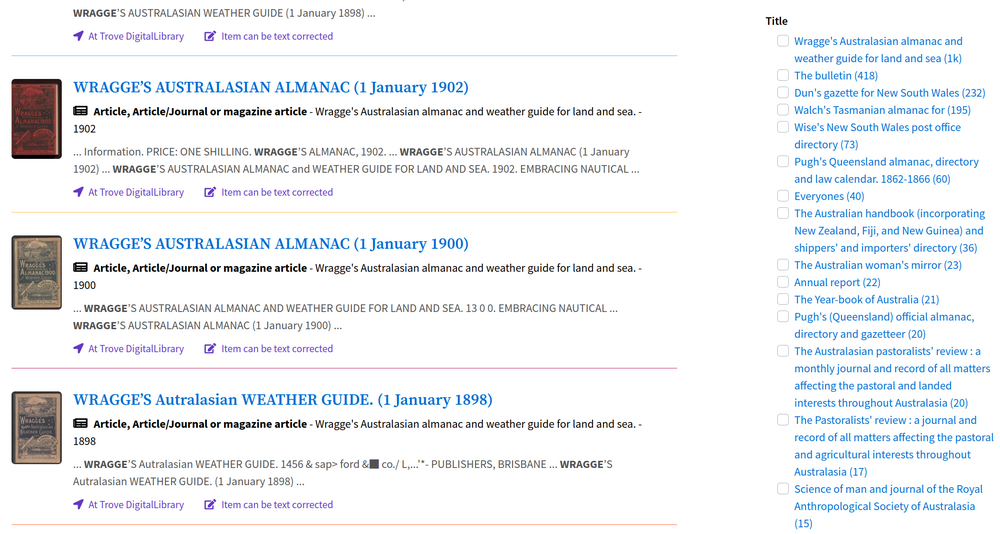 WRAGGE'S AUSTRALASIAN WEATHER GUIDE (1 January 1898) ...
At Trove DigitalLibrary Item can be text corrected
WRAGGE'S AUSTRALASIAN ALMANAC (1 January 1902)
Article, Article/Journal or magazine article - Wragge's Australasian almanac and weather guide for land and sea. -
1902
... Information. PRICE: ONE SHILLING. WRAGGE'S ALMANAC, 1902. ... WRAGGE'S AUSTRALASIAN ALMANAC (1 January
1902) ... WRAGGE'S AUSTRALASIAN ALMANAC and WEATHER GUIDE FOR LAND AND SEA. 1902. EMBRACING NAUTICAL ...
At Trove DigitalLibrary Item can be text corrected
WRAGGE'S AUSTRALASIAN ALMANAC (1 January 1900)
Article, Article/Journal or magazine article - Wragge's Australasian almanac and weather guide for land and sea. -
1900
... WRAGGE'S AUSTRALASIAN ALMANAC AND WEATHER GUIDE FOR LAND AND SEA. 13 0 0. EMBRACING NAUTICAL ...
WRAGGE'S AUSTRALASIAN ALMANAC (1 January 1900) ...
At Trove DigitalLibrary Item can be text corrected
WRAGGE'S Autralasian WEATHER GUIDE. (1 January 1898)
Article, Article/Journal or magazine article - Wragge's Australasian almanac and weather guide for land and sea. -
1898
... WRAGGE'S Autralasian WEATHER GUIDE. 1456 & sap> ford &■ co./ L,...'*- PUBLISHERS, BRISBANE ... WRAGGE'S
Autralasian WEATHER GUIDE. (1 January 1898) ...
At Trove DigitalLibrary Item can be text corrected
Title
Wragge's Australasian almanac and
weather guide for land and sea (1k)
The bulletin (418)
Dun's gazette for New South Wales (232)
Walch's Tasmanian almanac for (195)
Wise's New South Wales post office
directory (73)
Pugh's Queensland almanac, directory
and law calendar. 1862-1866 (60)
Everyones (40)
The Australian handbook (incorporating
New Zealand, Fiji, and New Guinea) and
shippers' and importers' directory (36)
The Australian woman's mirror (23)
Annual report (22)
The Year-book of Australia (21)
Pugh's (Queensland) official almanac,
directory and gazetteer (20)
The Australasian pastoralists' review : a
monthly journal and record of all matters
affecting the pastoral and landed
interests throughout Australasia (20)
The Pastoralists' review : a journal and
record of all matters affecting the pastoral
and agricultural interests throughout
Australasia (17)
Science of man and journal of the Royal
Anthropological Society of Australasia
(15)